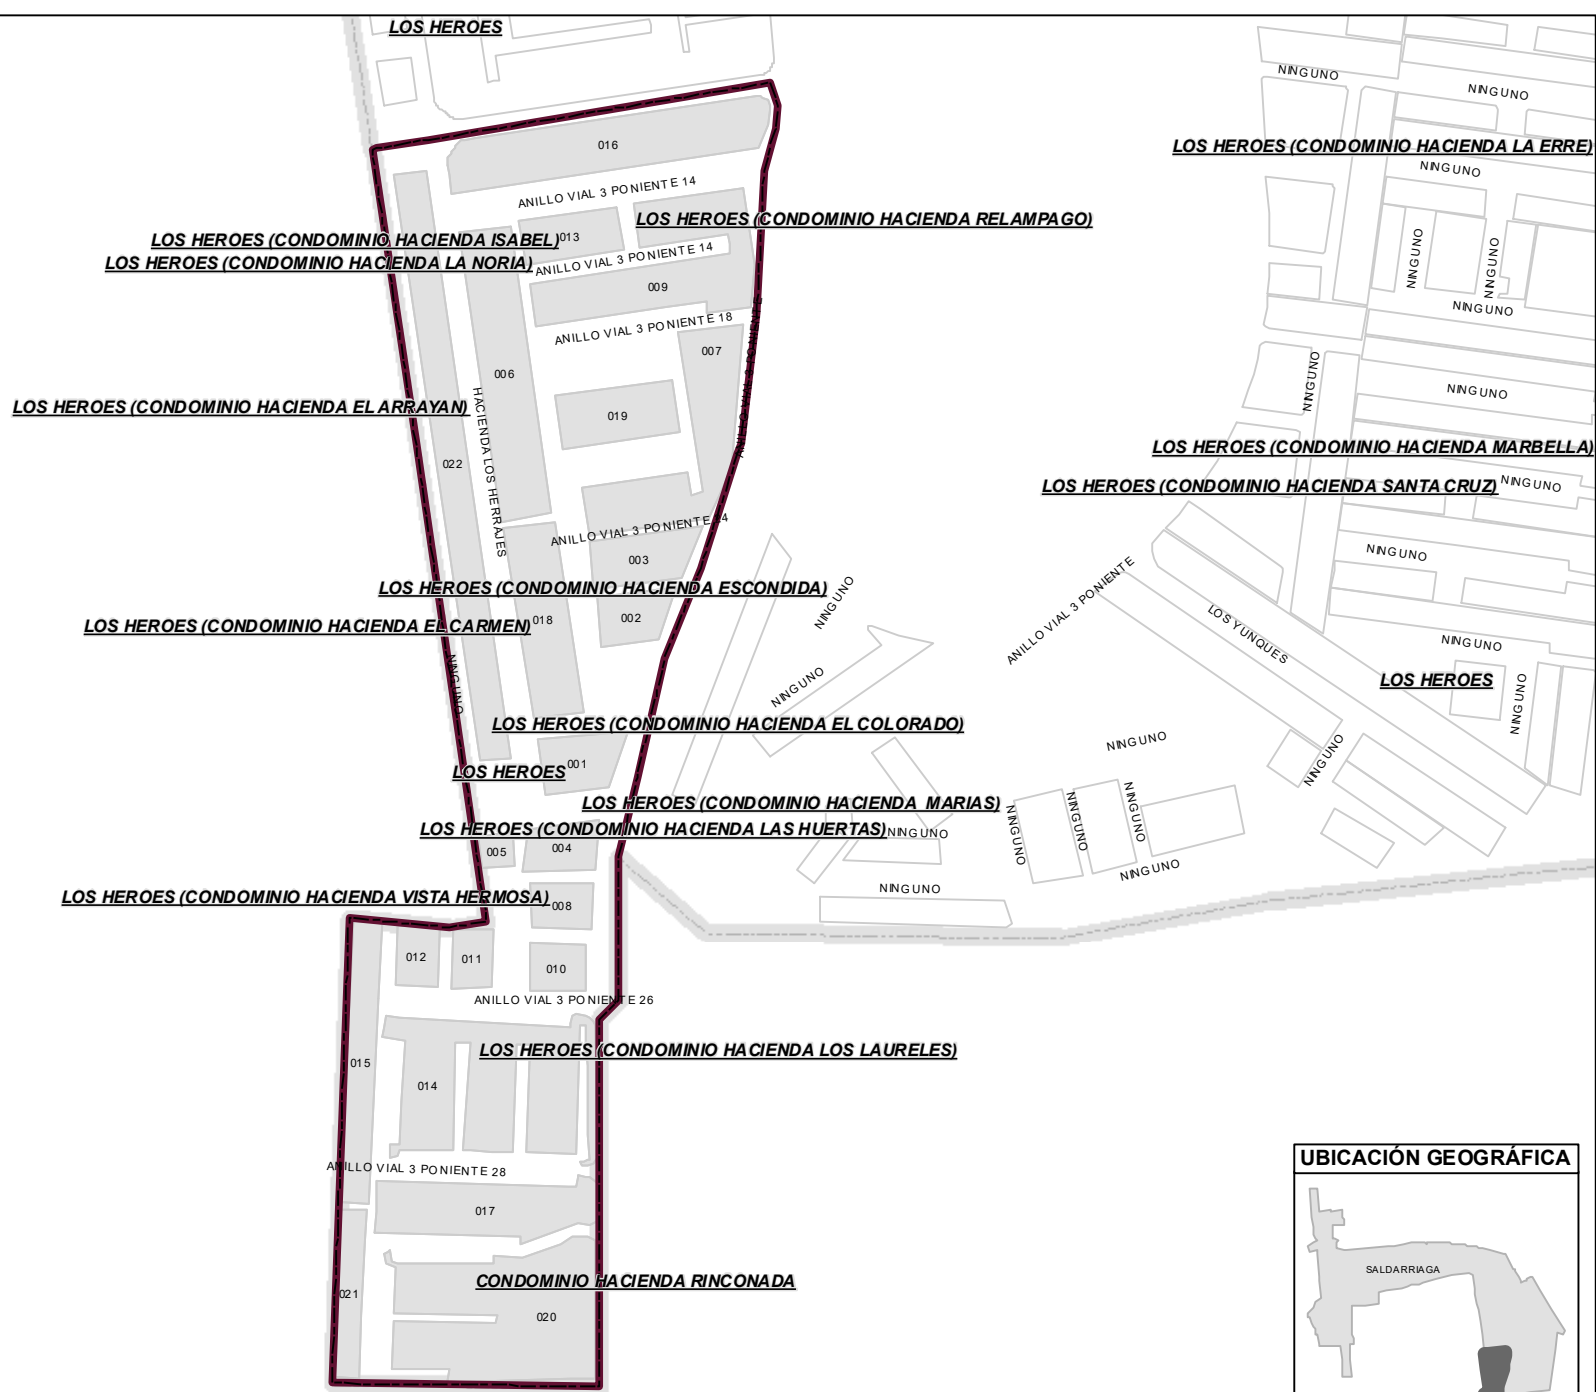 LOS HEROES
NINGUNO
NINGUNO
016
LOS HEROES (CONDOMINIO HACIENDA LA ERRE)
NINGUNO
ANILLO VIAL 3 PONIENTE 14
LOS HEROES (CONDOMINIO HACIENDA RELAMPAGO)
013
LOS HEROES (CONDOMINIO HACIENDA ISABEL)
NINGUNO
NINGUNO
LOS HEROES (CONDOMINIO HACIENDA LA NORIA)
ANILLO VIAL 3 PONIENTE 14
009
NINGUNO
ANILLO VIAL 3 PONIENTE 18
007
ANILLO VIAL 3 PONIENTE
006
NINGUNO
NINGUNO
LOS HEROES (CONDOMINIO HACIENDA EL ARRAYAN)
019
HACIENDA LOS HERRAJES
LOS HEROES (CONDOMINIO HACIENDA MARBELLA)
022
LOS HEROES (CONDOMINIO HACIENDA SANTA CRUZ)
NINGUNO
ANILLO VIAL 3 PONIENTE 24
NINGUNO
003
LOS HEROES (CONDOMINIO HACIENDA ESCONDIDA)
NINGUNO
ANILLO VIAL 3 PONIENTE
002
018
LOS HEROES (CONDOMINIO HACIENDA EL CARMEN)
LOS YUNQUES
NINGUNO
NINGUNO
NINGUNO
LOS HEROES
NINGUNO
LOS HEROES (CONDOMINIO HACIENDA EL COLORADO)
NINGUNO
NINGUNO
001
LOS HEROES
LOS HEROES (CONDOMINIO HACIENDA MARIAS)
NINGUNO
NINGUNO
NINGUNO
LOS HEROES (CONDOMINIO HACIENDA LAS HUERTAS)
NINGUNO
005
004
NINGUNO
NINGUNO
LOS HEROES (CONDOMINIO HACIENDA VISTA HERMOSA)
008
012
011
010
ANILLO VIAL 3 PONIENTE 26
LOS HEROES (CONDOMINIO HACIENDA LOS LAURELES)
015
014
ANILLO VIAL 3 PONIENTE 28
017
CONDOMINIO HACIENDA RINCONADA
021
020
UBICACIÓN GEOGRÁFICA
SALDARRIAGA